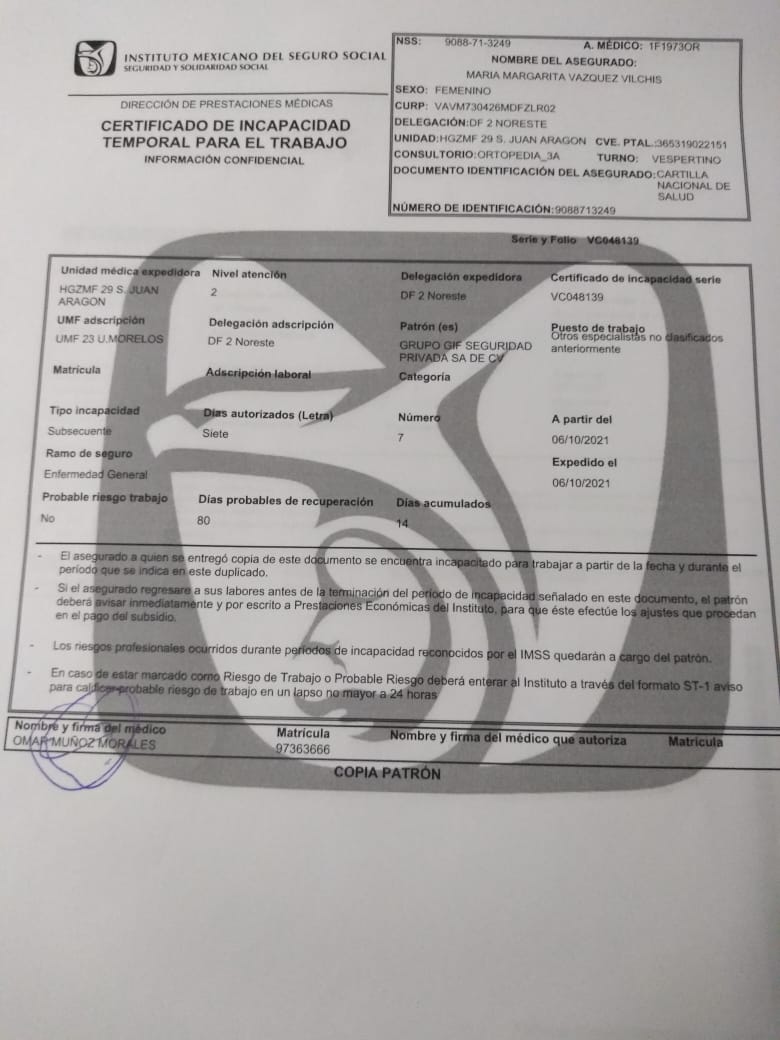 INSTITUTO MEXICANO DEL SEGURO SOCIAL
SEGURIDAD Y SOLIDARIDAD SOCIAL
DIRECCIÓN DE PRESTACIONES MÉDICAS
CERTIFICADO DE INCAPACIDAD
TEMPORAL PARA EL TRABAJO
INFORMACIÓN CONFIDENCIAL
NSS: 9088-71-3249 A. MÉDICO: 1F1973OR
NOMBRE DEL ASEGURADO:
MARIA MARGARITA VAZQUEZ VILCHIS
SEXO: FEMENINO
CURP: VAVM730426MDFZLR02
DELEGACIÓN:DF 2 NORESTE
UNIDAD:HGZMF 29 S. JUAN ARAGON CVE. PTAL.:365319022151
CONSULTORIO:ORTOPEDIA_3A TURNO: VESPERTINO
DOCUMENTO IDENTIFICACIÓN DEL ASEGURADO:CARTILLA
NACIONAL DE
SALUD
NÚMERO DE IDENTIFICACIÓN:9088713249
Serie y Folio VC048139
Unidad médica expedidora Nivel atención Delegación expedidora Certificado de incapacidad serie
HGZMF 29 S. JUAN
ARAGON 2 DF 2 Noreste VC048139
UMF adscripción Delegación adscripción Patrón (es) Puesto de trabajo
UMF 23 U.MORELOS DF 2 Noreste GRUPO GIF SEGURIDAD
PRIVADA SA DE CV Otros especialistas no clasificados
anteriormente
Matrícula Adscripción laboral Categoría
Tipo incapacidad Días autorizados (Letra) Número A partir del
Subsecuente Siete 7 06/10/2021
Ramo de seguro Expedido el
Enfermedad General 06/10/2021
Probable riesgo trabajo Días probables de recuperación Días acumulados
No 80 14
- El asegurado a quien se entregó copia de este documento se encuentra incapacitado para trabajar a partir de la fecha y durante el
período que se indica en este duplicado.
- Si el asegurado regresare a sus labores antes de la terminación del período de incapacidad señalado en este documento, el patrón
deberá avisar inmediatamente y por escrito a Prestaciones Económicas del Instituto, para que éste efectúe los ajustes que procedan
en el pago del subsidio.
- Los riesgos profesionales ocurridos durante períodos de incapacidad reconocidos por el IMSS quedarán a cargo del patrón.
- En caso de estar marcado como Riesgo de Trabajo o Probable Riesgo deberá enterar al Instituto a través del formato ST-1 aviso
para calificar probable riesgo de trabajo en un lapso no mayor a 24 horas
Nombre y firma del médico Matrícula Nombre y firma del médico que autoriza Matrícula
OMAR MUÑOZ MORALES 97363666
COPIA PATRÓN